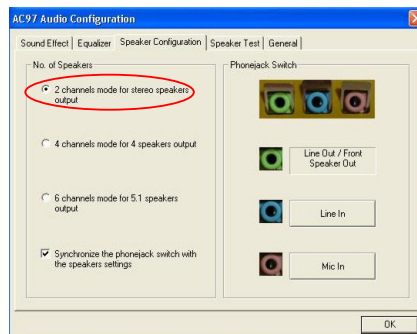 AC97 Audio Configuration
Sound Effect Equalizer Speaker Configuration Speaker Test General
No. of Speakers
2 channels mode for stereo speakers
output
4 channels mode for 4 speakers output
6 channels mode for 5.1 speakers
output
Synchronize the phonejack switch with
the speakers settings
Phonejack Switch
Line Out / Front
Speaker Out
Line In
Mic In
OK